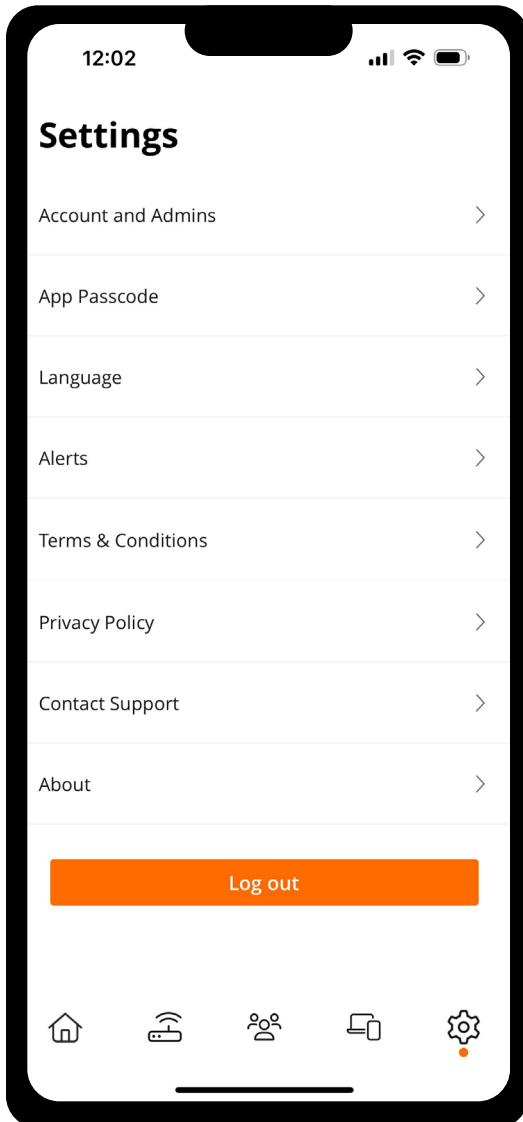 12:02
Settings
Account and Admins
App Passcode
Language
Alerts
Terms & Conditions
Privacy Policy
Contact Support
About
Log out